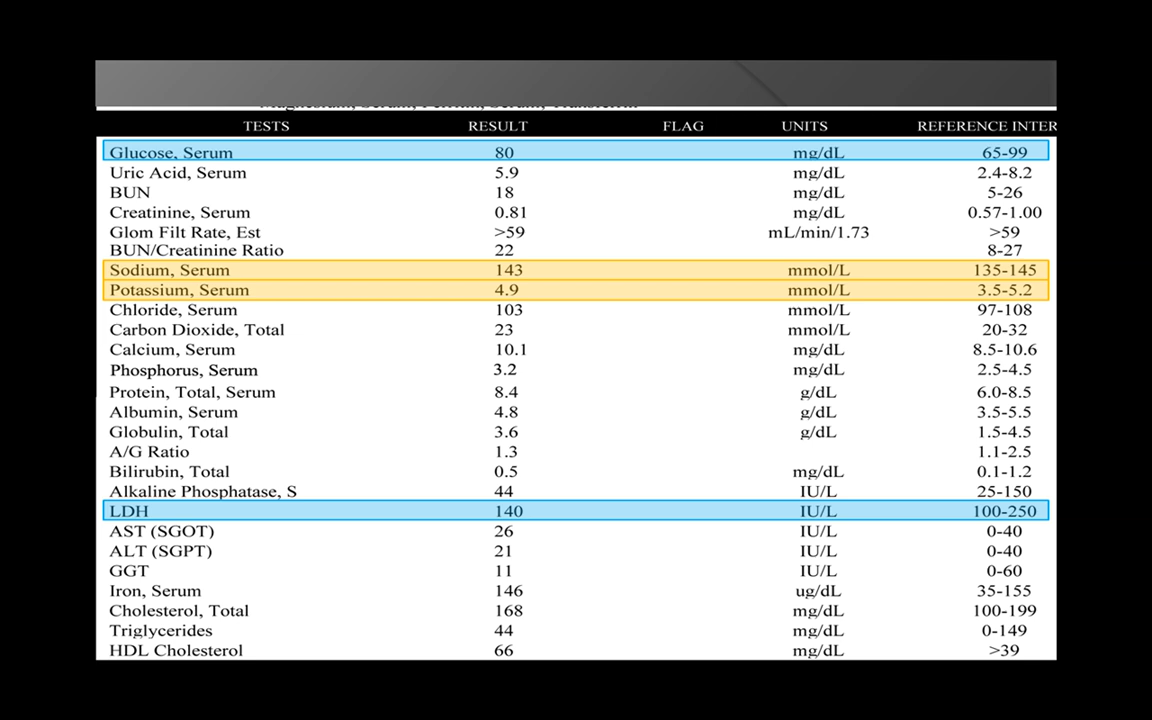 Magnesium, Serum; Ferritin, Serum; Transferrin
TESTS RESULT FLAG UNITS REFERENCE INTER
Glucose, Serum 80 mg/dL 65-99
Uric Acid, Serum 5.9 mg/dL 2.4-8.2
BUN 18 mg/dL 5-26
Creatinine, Serum 0.81 mg/dL 0.57-1.00
Glom Filt Rate, Est >59 mL/min/1.73 >59
BUN/Creatinine Ratio 22 8-27
Sodium, Serum 143 mmol/L 135-145
Potassium, Serum 4.9 mmol/L 3.5-5.2
Chloride, Serum 103 mmol/L 97-108
Carbon Dioxide, Total 23 mmol/L 20-32
Calcium, Serum 10.1 mg/dL 8.5-10.6
Phosphorus, Serum 3.2 mg/dL 2.5-4.5
Protein, Total, Serum 8.4 g/dL 6.0-8.5
Albumin, Serum 4.8 g/dL 3.5-5.5
Globulin, Total 3.6 g/dL 1.5-4.5
A/G Ratio 1.3 1.1-2.5
Bilirubin, Total 0.5 mg/dL 0.1-1.2
Alkaline Phosphatase, S 44 IU/L 25-150
LDH 140 IU/L 100-250
AST (SGOT) 26 IU/L 0-40
ALT (SGPT) 21 IU/L 0-40
GGT 11 IU/L 0-60
Iron, Serum 146 ug/dL 35-155
Cholesterol, Total 168 mg/dL 100-199
Triglycerides 44 mg/dL 0-149
HDL Cholesterol 66 mg/dL >39